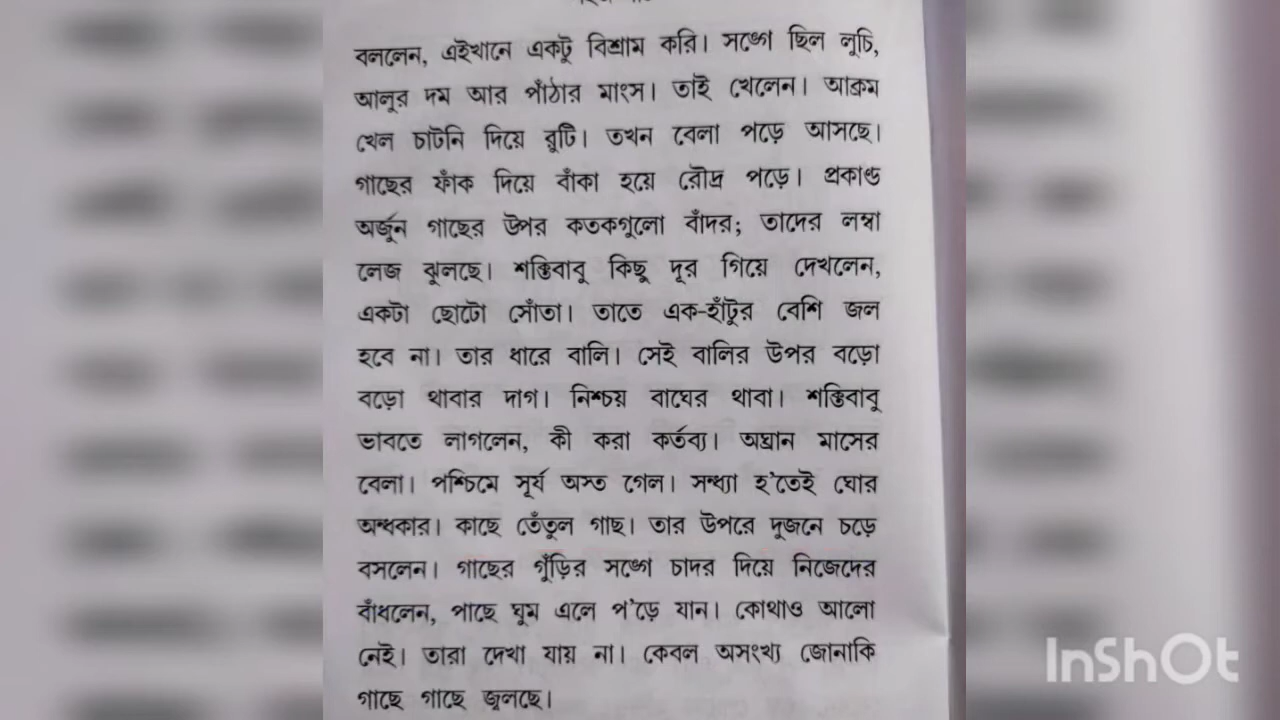 বললেন, এইখানে একটু বিশ্রাম করি। সঙ্গে ছিল লুচি,
আলুর দম আর পাঁঠার মাংস। তাই খেলেন। আক্রম
খেল চাটনি দিয়ে রুটি। তখন বেলা পড়ে আসছে।
গাছের ফাঁক দিয়ে বাঁকা হয়ে রৌদ্র পড়ে। প্রকাণ্ড
অর্জুন গাছের উপর কতকগুলো বাঁদর; তাদের লম্বা
লেজ ঝুলছে। শক্তিবাবু কিছু দূর গিয়ে দেখলেন,
একটা ছোটো সোঁতা। তাতে এক-হাঁটুর বেশি জল
হবে না। তার ধারে বালি। সেই বালির উপর বড়ো
বড়ো থাবার দাগ। নিশ্চয় বাঘের থাবা। শক্তিবাবু
ভাবতে লাগলেন, কী করা কর্তব্য। অঘ্রান মাসের
বেলা। পশ্চিমে সূর্য অস্ত গেল। সন্ধ্যা হ'তেই ঘোর
অন্ধকার। কাছে তেঁতুল গাছ। তার উপরে দুজনে চড়ে
বসলেন। গাছের গুঁড়ির সঙ্গে চাদর দিয়ে নিজেদের
বাঁধলেন, পাছে ঘুম এলে প'ড়ে যান। কোথাও আলো
নেই। তারা দেখা যায় না। কেবল অসংখ্য জোনাকি
গাছে গাছে জ্বলছে।
InShOt